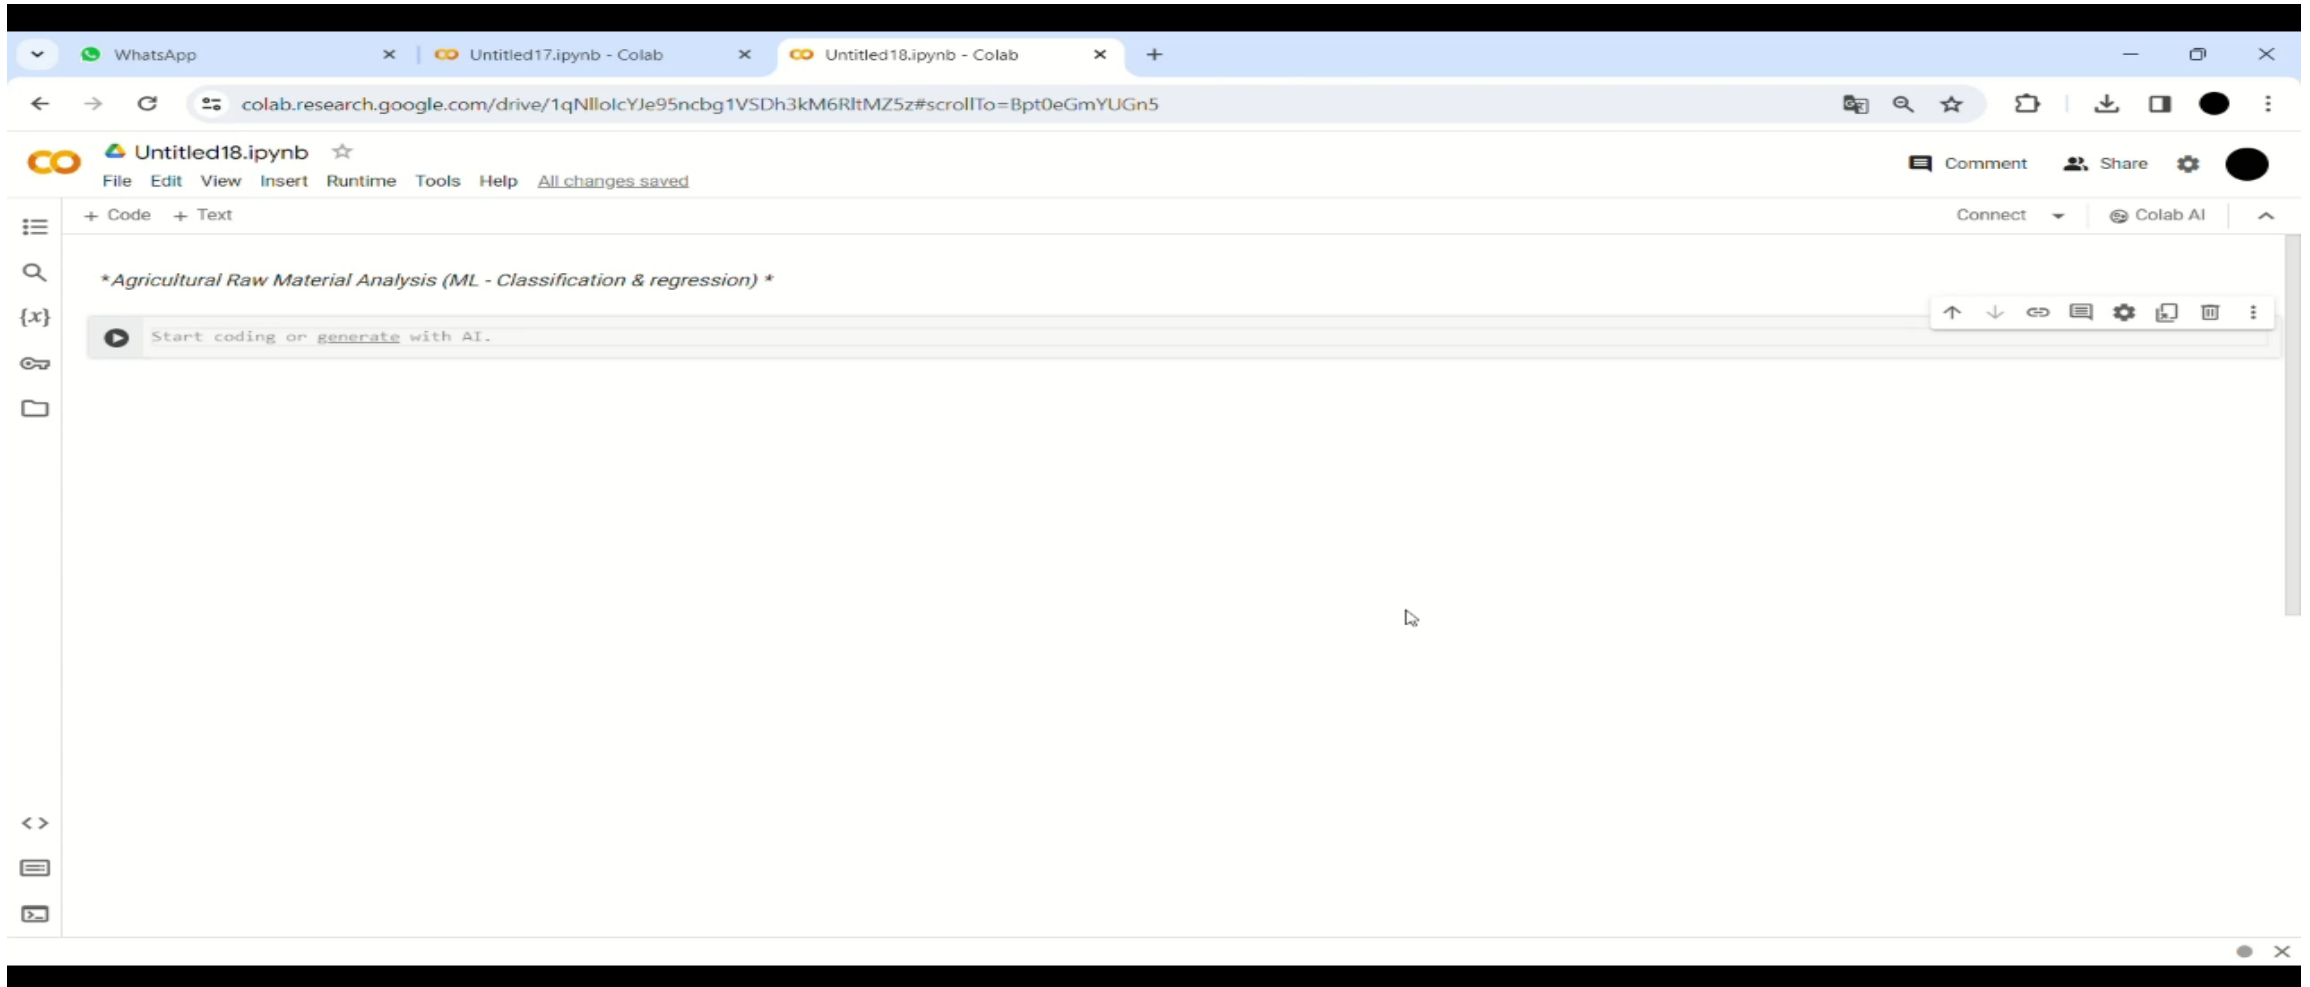 WhatsApp
Untitled17.ipynb - Colab
Untitled18.ipynb - Colab
colab.research.google.com/drive/1qNlloIcYJe95ncbg1VSDh3kM6RltMZ5z#scrollTo=Bpt0eGmYUGn5
Untitled18.ipynb
Comment
Share
File Edit View Insert Runtime Tools Help All changes saved
+ Code + Text
Connect
Colab AI
*Agricultural Raw Material Analysis (ML - Classification & regression) *
{x}
Start coding or generate with AI.